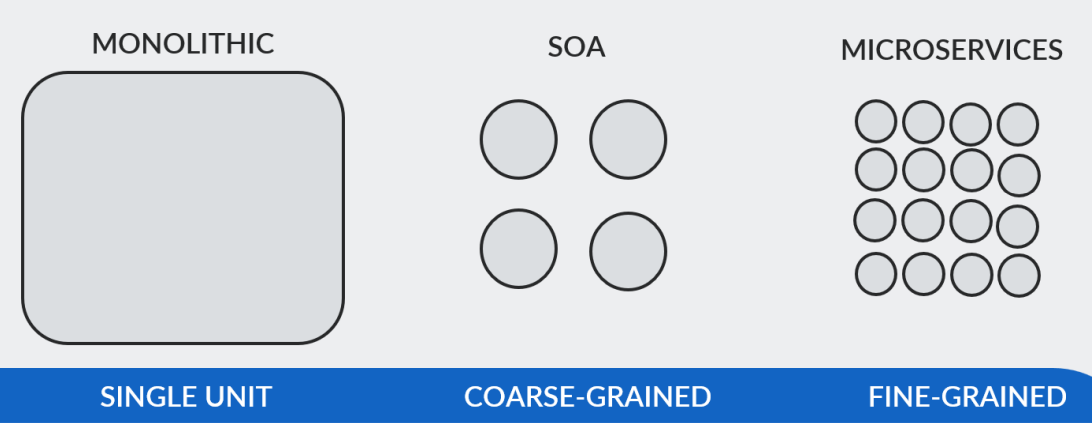 MONOLITHIC
SOA
MICROSERVICES
SINGLE UNIT
COARSE-GRAINED
FINE-GRAINED